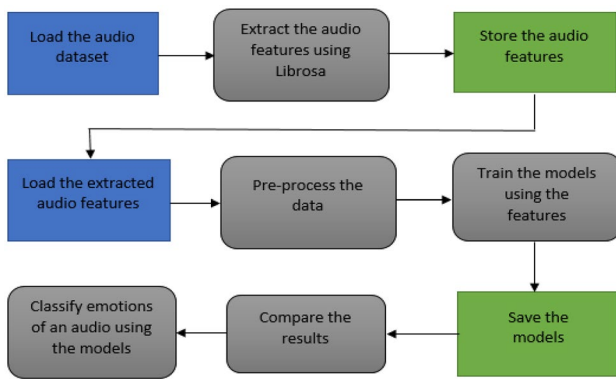 Load the audio
dataset
Extract the audio
features using
Librosa
Store the audio
features
Load the extracted
audio features
Pre-process the
data
Train the models
using the
features
Classify emotions
of an audio using
the models
Compare the
results
Save the
models